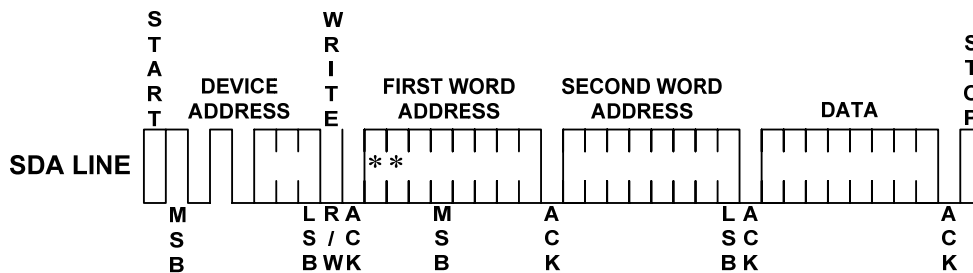 START
WRITE
STOP
DEVICE
ADDRESS
FIRST WORD
ADDRESS
SECOND WORD
ADDRESS
DATA
SDA LINE
* *
MSB
LSB
R/W
ACK
MSB
ACK
LSB
ACK
ACK